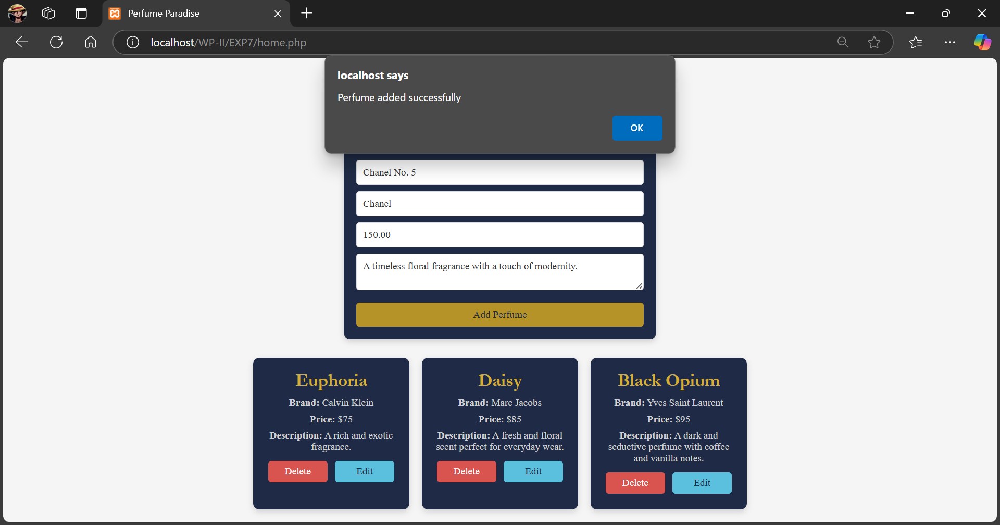 Perfume Paradise
localhost/WP-II/EXP7/home.php
localhost says
Perfume added successfully
OK
Chanel No. 5
Chanel
150.00
A timeless floral fragrance with a touch of modernity.
Add Perfume
Euphoria
Brand: Calvin Klein
Price: $75
Description: A rich and exotic
fragrance.
Delete
Edit
Daisy
Brand: Marc Jacobs
Price: $85
Description: A fresh and floral
scent perfect for everyday wear.
Delete
Edit
Black Opium
Brand: Yves Saint Laurent
Price: $95
Description: A dark and
seductive perfume with coffee
and vanilla notes.
Delete
Edit